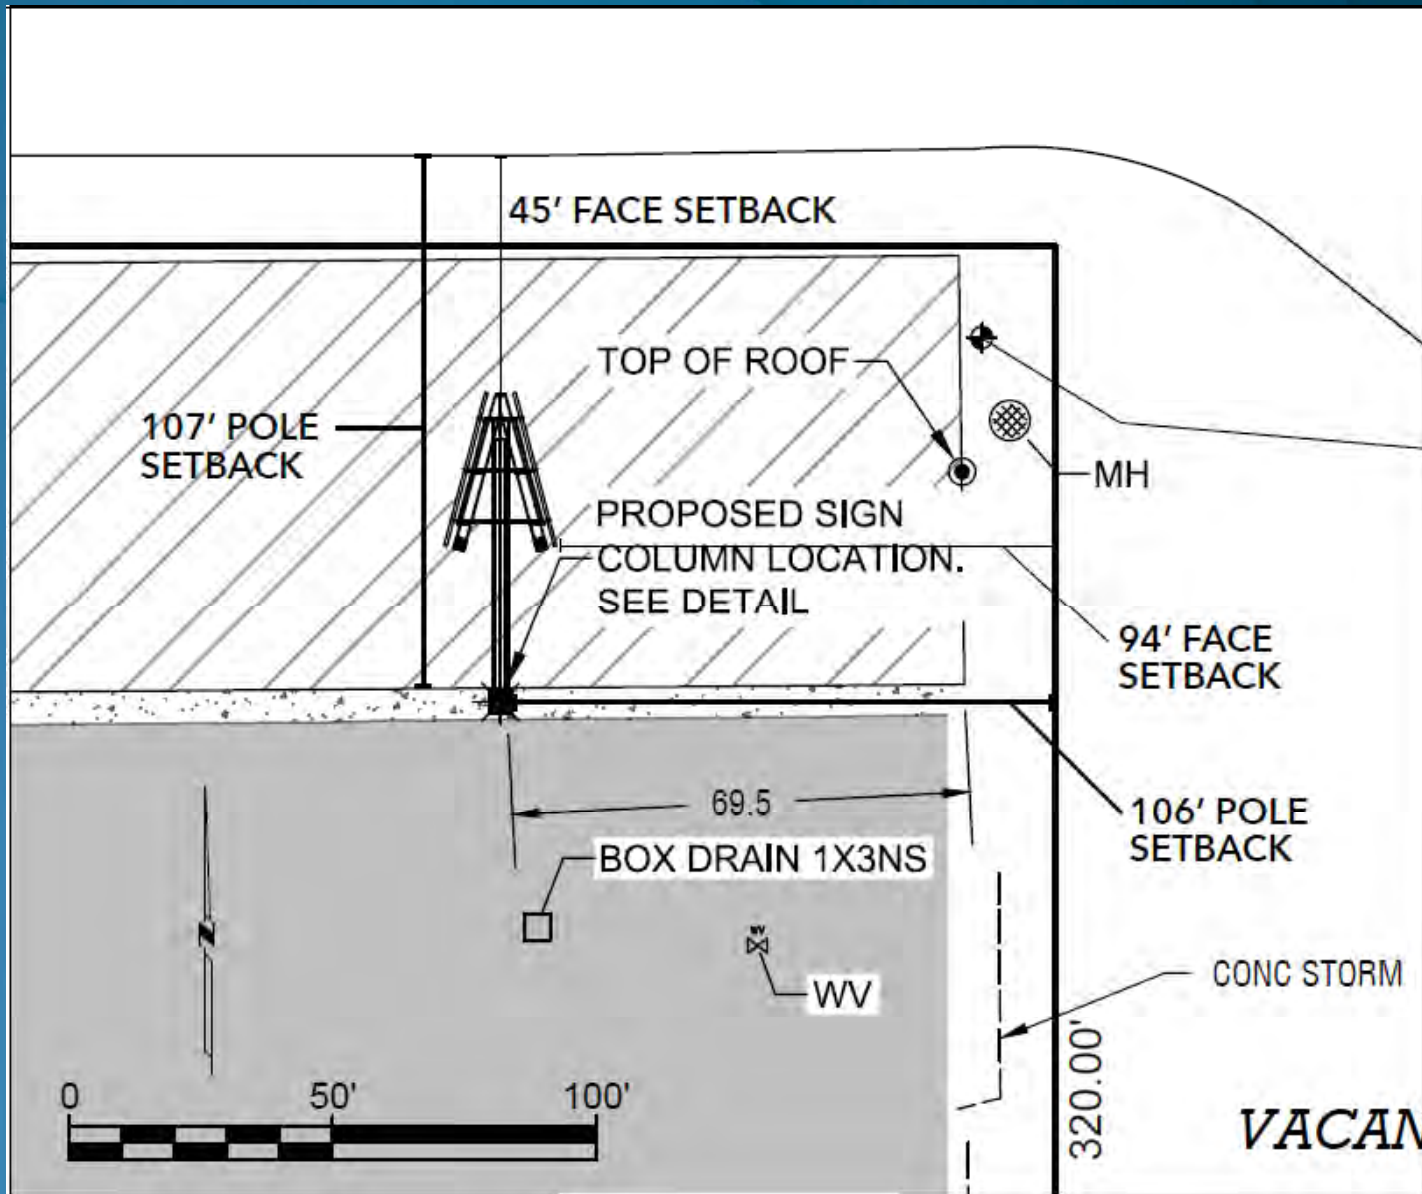 45' FACE SETBACK
TOP OF ROOF
107' POLE
SETBACK
MH
PROPOSED SIGN
COLUMN LOCATION.
SEE DETAIL
94' FACE
SETBACK
69.5
106' POLE
SETBACK
BOX DRAIN 1X3NS
WV
WV
CONC STORM
320.00'
0 50' 100'
VACAN